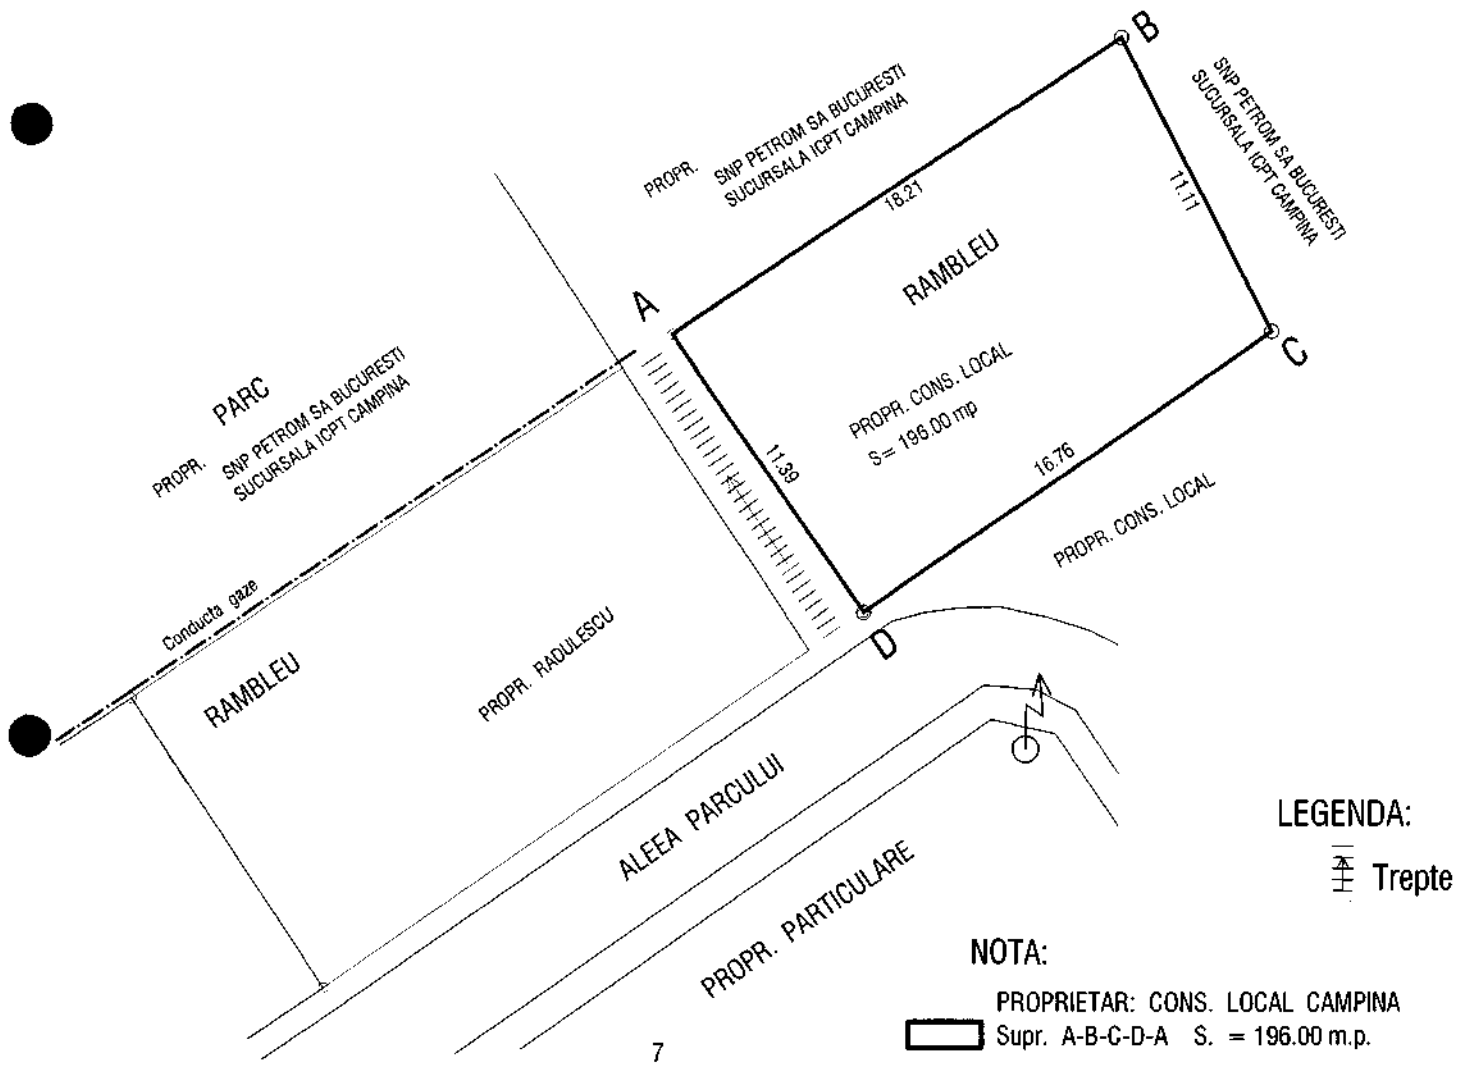 B
SNP PETROM SA BUCURESTI
SUCURSALA ICPT CAMPINA
PROPR.
SNP PETROM SA BUCURESTI
SUCURSALA ICPT CAMPINA
18.21
11.11
RAMBLEU
A
C
PROPR. CONS. LOCAL
S= 196.00 mp
11.39
16.76
PROPR. CONS. LOCAL
D
PARC
PROPR.
SNP PETROM SA BUCURESTI
SUCURSALA ICPT CAMPINA
Conducta gaze
RAMBLEU
PROPR. RADULESCU
ALEEA PARCULUI
PROPR. PARTICULARE
LEGENDA:
Trepte
NOTA:
PROPRIETAR: CONS. LOCAL CAMPINA
Supr. A-B-C-D-A S. = 196.00 m.p.
7